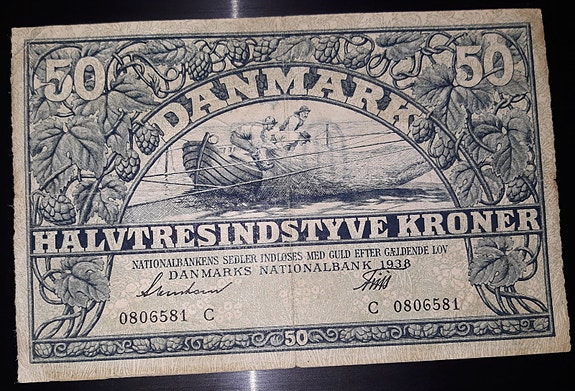 50 DANMARK 50
HALVTRESINDSTYVE KRONER
NATIONALBANKENS SEDLER INDLØSES MED GULD EFTER GÆLDENDE LOV
DANMARKS NATIONALBANK 1938
0806581 C C 0806581
50